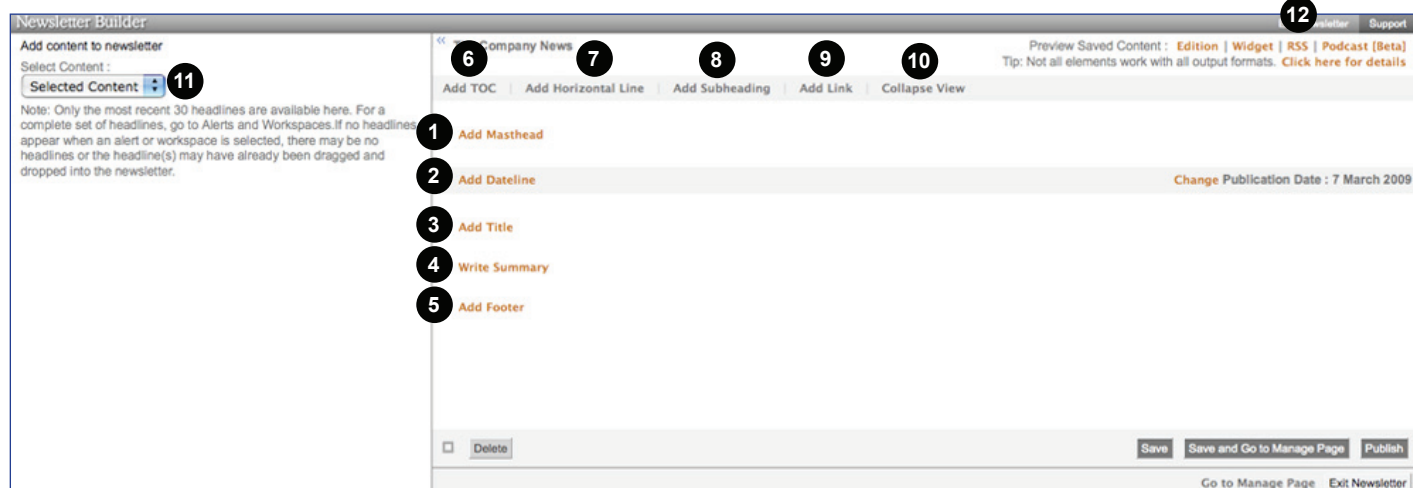 Newsletter Builder
12
sletter Support
Add content to newsletter
Select Content :
Selected Content
11
Note: Only the most recent 30 headlines are available here. For a
complete set of headlines, go to Alerts and Workspaces.If no headlines
appear when an alert or workspace is selected, there may be no
headlines or the headline(s) may have already been dragged and
dropped into the newsletter.
« Company News
Preview Saved Content : Edition | Widget | RSS | Podcast [Beta]
Tip: Not all elements work with all output formats. Click here for details
6 7 8 9 10
Add TOC | Add Horizontal Line | Add Subheading | Add Link | Collapse View
1 Add Masthead
2 Add Dateline
Change Publication Date : 7 March 2009
3 Add Title
4 Write Summary
5 Add Footer
Delete
Save Save and Go to Manage Page Publish
Go to Manage Page Exit Newsletter